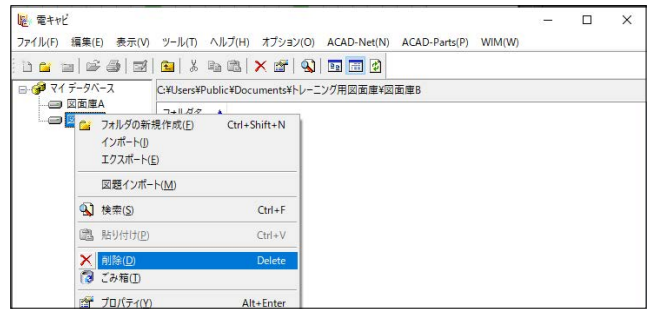 電キャビ
ファイル(F) 編集(E) 表示(V) ツール(T) ヘルプ(H) オプション(O) ACAD-Net(N) ACAD-Parts(P) WIM(W)
マイ データベース
C:¥Users¥Public¥Documents¥トレーニング用図面庫¥図面庫B
図面庫A
フォルダ名
フォルダの新規作成(F) Ctrl+Shift+N
インポート(I)
エクスポート(E)
図題インポート(M)
検索(S) Ctrl+F
貼り付け(P) Ctrl+V
削除(D) Delete
ごみ箱(T)
プロパティ(Y) Alt+Enter